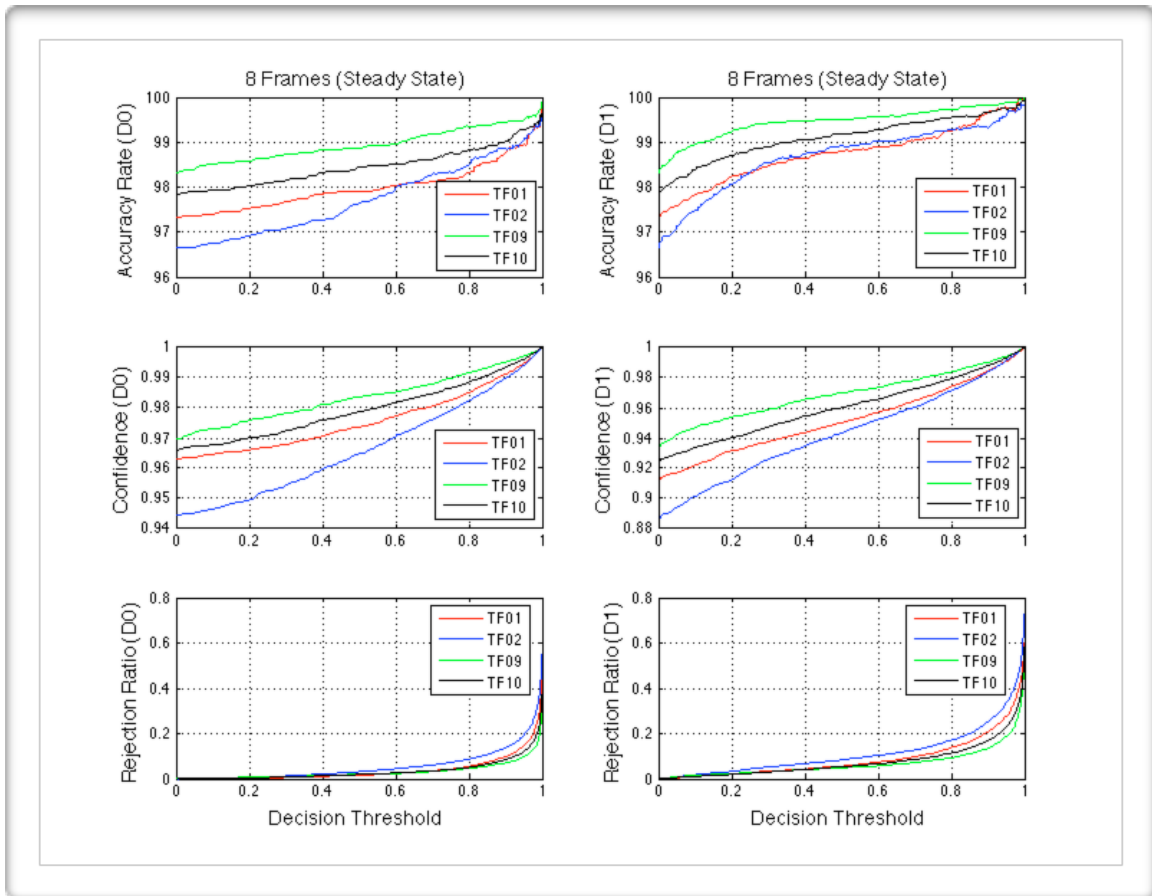 8 Frames (Steady State)
Accuracy Rate (D0)
100
99
98
97
96
0 0.2 0.4 0.6 0.8 1
TF01
TF02
TF09
TF10
8 Frames (Steady State)
Accuracy Rate (D1)
100
99
98
97
96
0 0.2 0.4 0.6 0.8 1
TF01
TF02
TF09
TF10
Confidence (D0)
1
0.99
0.98
0.97
0.96
0.95
0.94
0 0.2 0.4 0.6 0.8 1
TF01
TF02
TF09
TF10
Confidence (D1)
1
0.98
0.96
0.94
0.92
0.9
0.88
0 0.2 0.4 0.6 0.8 1
TF01
TF02
TF09
TF10
Rejection Ratio (D0)
0.8
0.6
0.4
0.2
0
0 0.2 0.4 0.6 0.8 1
TF01
TF02
TF09
TF10
Decision Threshold
Rejection Ratio (D1)
0.8
0.6
0.4
0.2
0
0 0.2 0.4 0.6 0.8 1
TF01
TF02
TF09
TF10
Decision Threshold